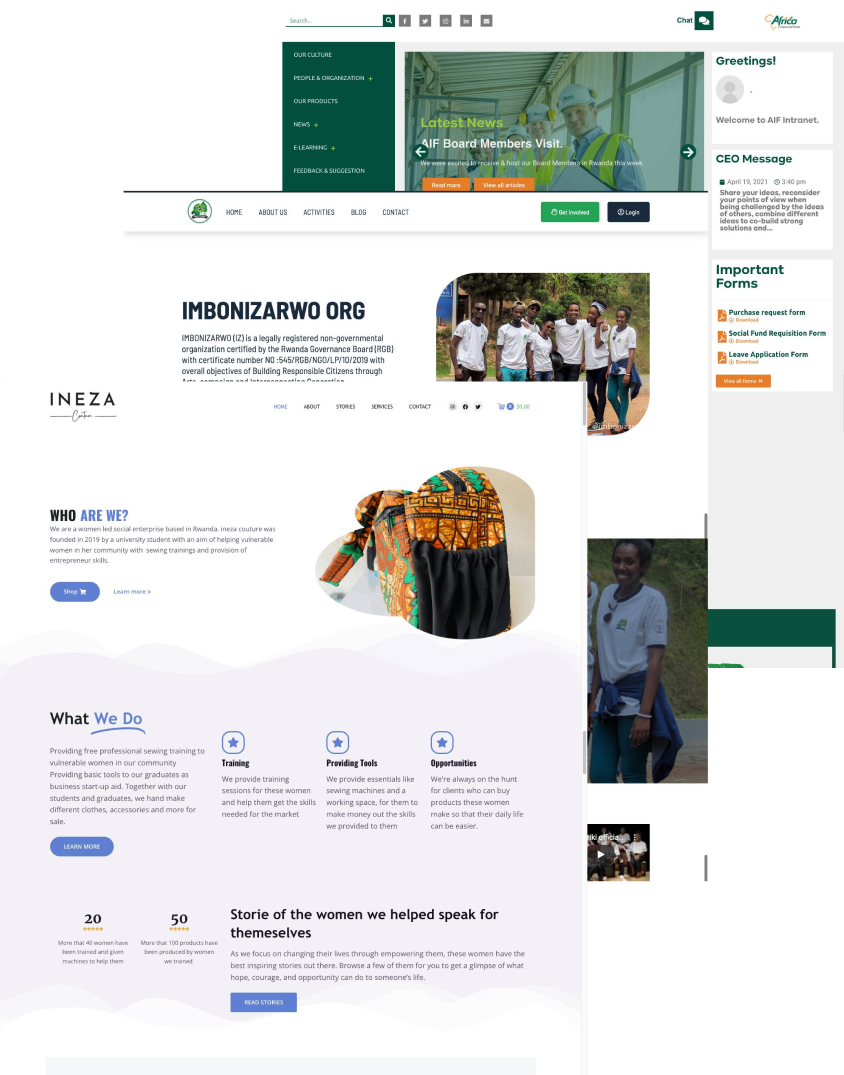 Search...
Chat
Africa
OUR CULTURE
PEOPLE & ORGANIZATION +
OUR PRODUCTS
NEWS +
E-LEARNING +
FEEDBACK & SUGGESTION
Latest News
AIF Board Members Visit.
We were excited to receive & host our Board Members in Rwanda this week.
Read more
View all articles
Greetings!
.
Welcome to AIF Intranet.
CEO Message
April 19, 2021 3:40 pm
Share your ideas, reconsider
your points of view when
being challenged by the ideas
of others, combine different
ideas to co-build strong
solutions and...
Important
Forms
Purchase request form
Download
Social Fund Requisition Form
Download
Leave Application Form
Download
View all forms »
HOME
ABOUT US
ACTIVITIES
BLOG
CONTACT
Get involved
Login
IMBONIZARWO ORG
IMBONIZARWO (IZ) is a legally registered non-governmental
organization certified by the Rwanda Governance Board (RGB)
with certificate number N0 :545/RGB/NGO/LP/10/2019 with
overall objectives of Building Responsible Citizens through
Arts, campaign and Interconnecting Generation
@imboniza
INEZA
Couture
HOME
ABOUT
STORIES
SERVICES
CONTACT
0 $0.00
WHO ARE WE?
We are a women led social enterprise based in Rwanda. Ineza couture was
founded in 2019 by a university student with an aim of helping vulnerable
women in her community with sewing trainings and provision of
entrepreneur skills.
Shop
Learn more »
What We Do
Providing free professional sewing training to
vulnerable women in our community
Providing basic tools to our graduates as
business start-up aid. Together with our
students and graduates, we hand make
different clothes, accessories and more for
sale.
LEARN MORE
Training
We provide training
sessions for these women
and help them get the skills
needed for the market
Providing Tools
We provide essentials like
sewing machines and a
working space, for them to
make money out the skills
we provided to them
Opportunities
We're always on the hunt
for clients who can buy
products these women
make so that their daily life
can be easier.
20
More that 40 women have
been trained and given
machines to help them
50
More that 100 products have
been produced by women
we trained
Storie of the women we helped speak for
themeselves
As we focus on changing their lives through empowering them, these women have the
best inspiring stories out there. Browse a few of them for you to get a glimpse of what
hope, courage, and opportunity can do to someone's life.
READ STORIES